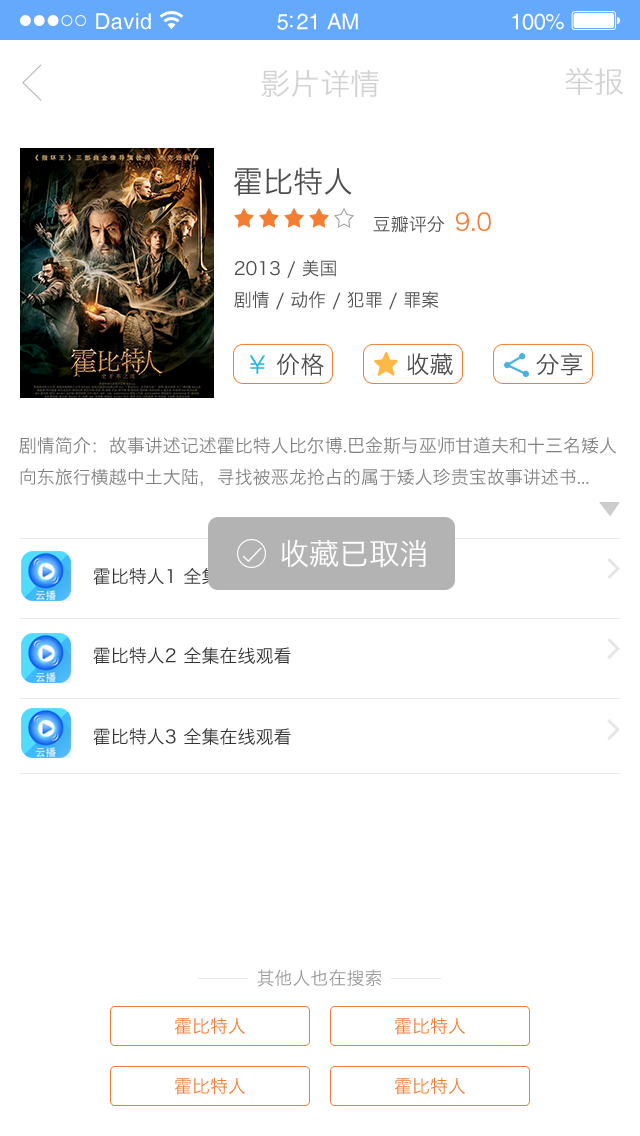 David
5:21 AM
100%
影片详情
举报
霍比特人
霍比特人
豆瓣评分 9.0
2013 / 美国
剧情 / 动作 / 犯罪 / 罪案
¥ 价格
收藏
分享
剧情简介：故事讲述记述霍比特人比尔博.巴金斯与巫师甘道夫和十三名矮人
向东旅行横越中土大陆，寻找被恶龙抢占的属于矮人珍贵宝故事讲述书...
收藏已取消
云播
霍比特人1 全
云播
霍比特人2 全集在线观看
云播
霍比特人3 全集在线观看
其他人也在搜索
霍比特人
霍比特人
霍比特人
霍比特人